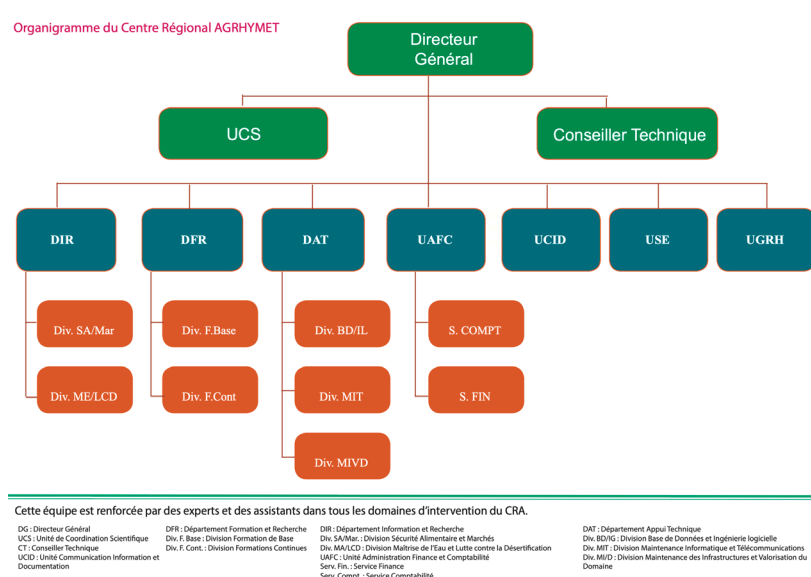 Organigramme du Centre Régional AGRHYMET
Directeur
Général
UCS
Conseiller Technique
DIR
DFR
DAT
UAFC
UCID
USE
UGRH
Div. SA/Mar
Div. F.Base
Div. BD/IL
S. COMPT
Div. ME/LCD
Div. F.Cont
Div. MIT
S. FIN
Div. MIVD
Cette équipe est renforcée par des experts et des assistants dans tous les domaines d'intervention du CRA.
DG : Directeur Général
UCS : Unité de Coordination Scientifique
CT : Conseiller Technique
UCID : Unité Communication Information et
Documentation
DFR : Département Formation et Recherche
Div. F. Base : Division Formation de Base
Div. F. Cont. : Division Formations Continues
DIR : Département Information et Recherche
Div. SA/Mar. : Division Sécurité Alimentaire et Marchés
Div. MA/LCD : Division Maîtrise de l'Eau et Lutte contre la Désertification
UAFC : Unité Administration Finance et Comptabilité
Serv. Fin. : Service Finance
Serv. Compt. : Service Comptabilité
DAT : Département Appui Technique
Div. BD/IG : Division Base de Données et Ingénierie logicielle
Div. MIT : Division Maintenance Informatique et Télécommunications
Div. MI/D : Division Maintenance des Infrastructures et Valorisation du
Domaine